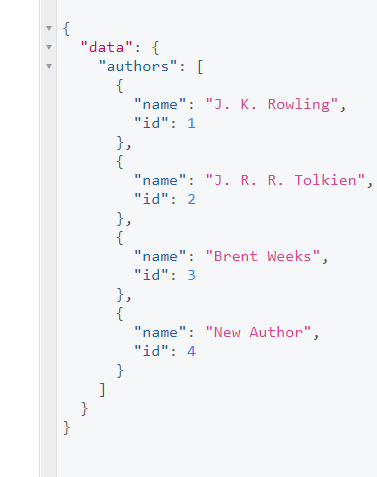 {
  "data": {
    "authors": [
      {
        "name": "J. K. Rowling",
        "id": 1
      },
      {
        "name": "J. R. R. Tolkien",
        "id": 2
      },
      {
        "name": "Brent Weeks",
        "id": 3
      },
      {
        "name": "New Author",
        "id": 4
      }
    ]
  }
}